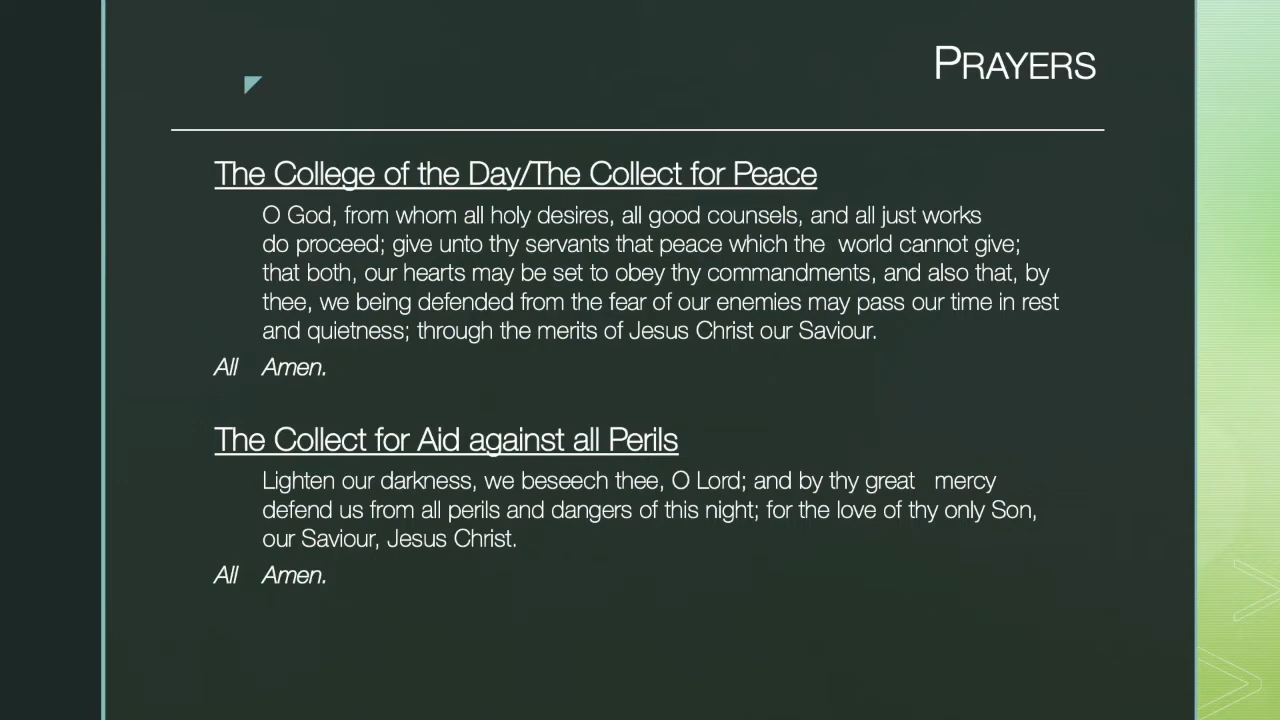 PRAYERS
The College of the Day/The Collect for Peace
O God, from whom all holy desires, all good counsels, and all just works
do proceed; give unto thy servants that peace which the world cannot give;
that both, our hearts may be set to obey thy commandments, and also that, by
thee, we being defended from the fear of our enemies may pass our time in rest
and quietness; through the merits of Jesus Christ our Saviour.
All Amen.
The Collect for Aid against all Perils
Lighten our darkness, we beseech thee, O Lord; and by thy great mercy
defend us from all perils and dangers of this night; for the love of thy only Son,
our Saviour, Jesus Christ.
All Amen.